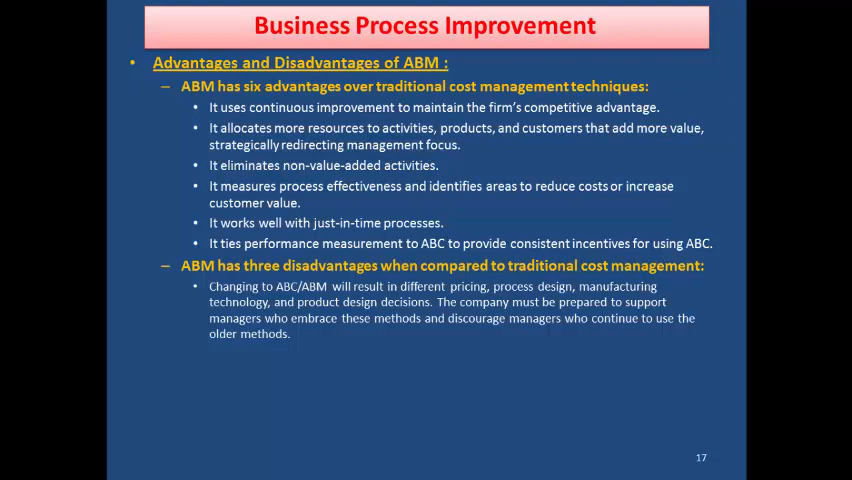 Business Process Improvement
• Advantages and Disadvantages of ABM :
– ABM has six advantages over traditional cost management techniques:
• It uses continuous improvement to maintain the firm's competitive advantage.
• It allocates more resources to activities, products, and customers that add more value,
strategically redirecting management focus.
• It eliminates non-value-added activities.
• It measures process effectiveness and identifies areas to reduce costs or increase
customer value.
• It works well with just-in-time processes.
• It ties performance measurement to ABC to provide consistent incentives for using ABC.
– ABM has three disadvantages when compared to traditional cost management:
• Changing to ABC/ABM will result in different pricing, process design, manufacturing
technology, and product design decisions. The company must be prepared to support
managers who embrace these methods and discourage managers who continue to use the
older methods.
17